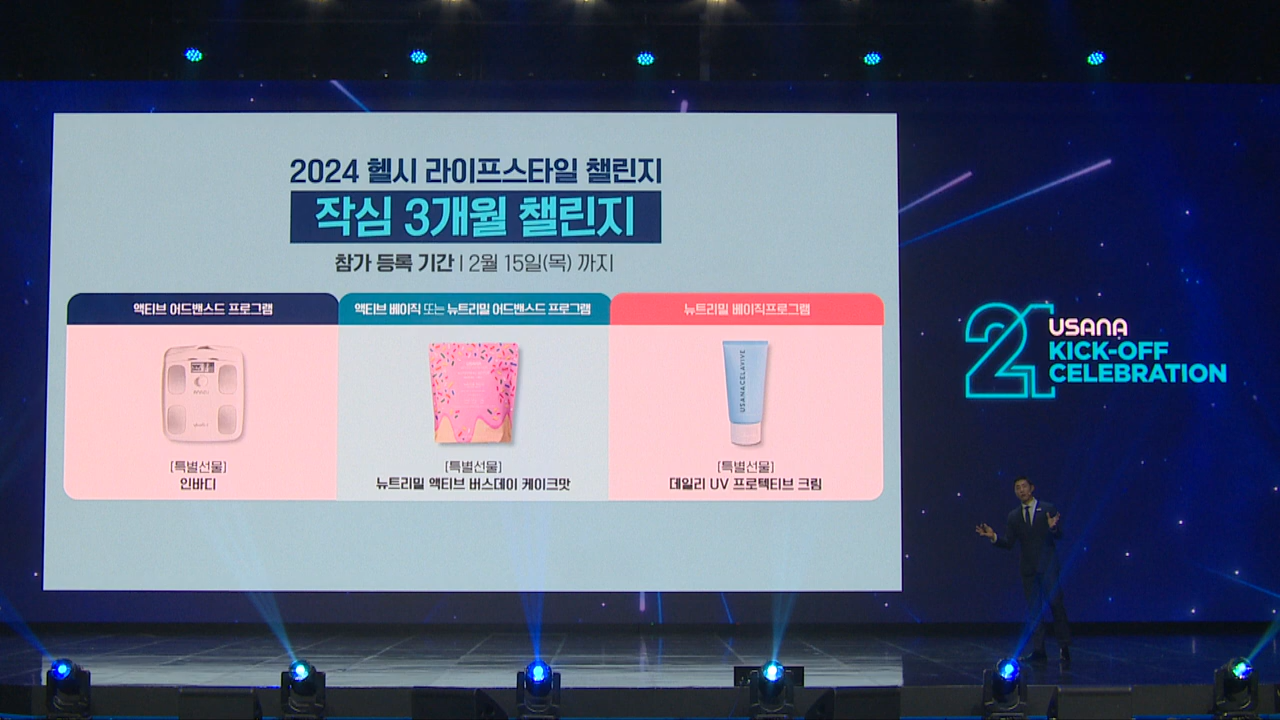 2024 헬시 라이프스타일 챌린지
작심 3개월 챌린지
참가 등록 기간 | 2월 15일(목) 까지
액티브 어드밴스드 프로그램
액티브 베이직 또는 뉴트리밀 어드밴스드 프로그램
뉴트리밀 베이직프로그램
USANA CELAVIVE
[특별선물]
인바디
[특별선물]
뉴트리밀 액티브 버스데이 케이크맛
[특별선물]
데일리 UV 프로텍티브 크림
21
USANA
KICK-OFF
CELEBRATION